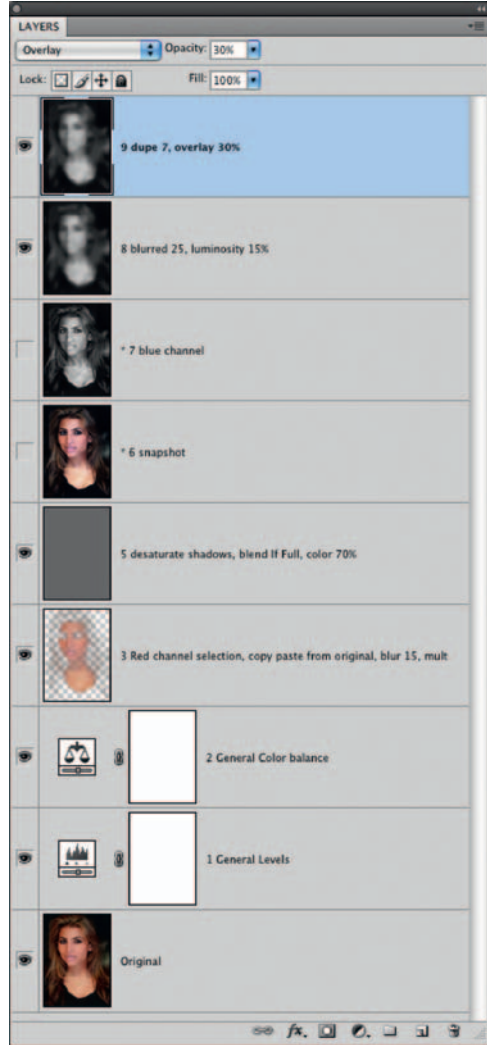 LAYERS
Overlay Opacity: 30%
Lock: Fill: 100%
9 dupe 7, overlay 30%
8 blurred 25, luminosity 15%
* 7 blue channel
* 6 snapshot
5 desaturate shadows, blend If Full, color 70%
3 Red channel selection, copy paste from original, blur 15, mult
2 General Color balance
1 General Levels
Original
fx.